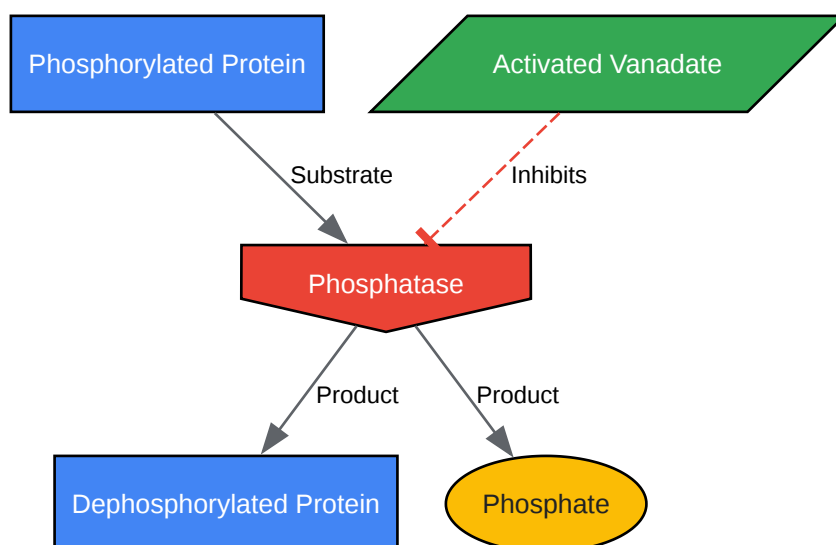 Phosphorylated Protein
Activated Vanadate
Substrate
Inhibits
Phosphatase
Product
Product
Dephosphorylated Protein
Phosphate